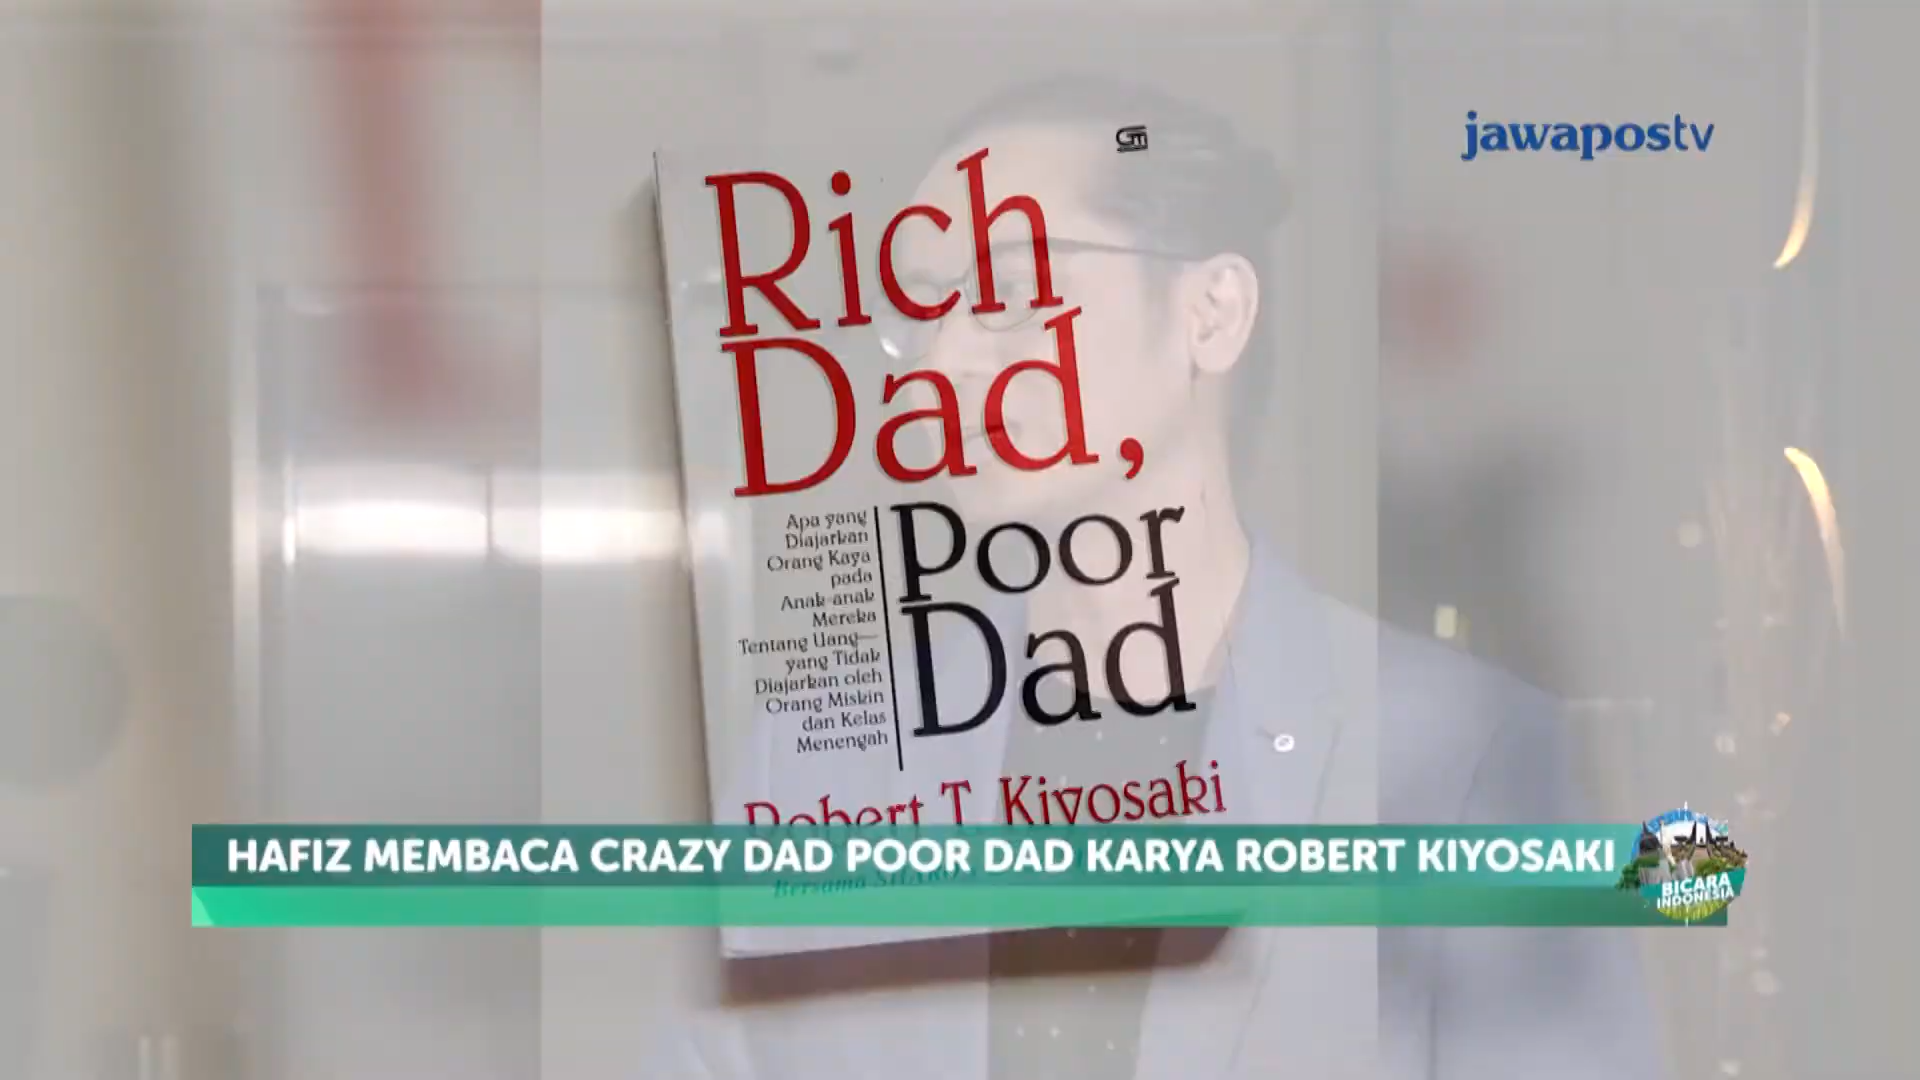 jawapostv
GM
Rich
Dad,
Poor
Dad
Apa yang
Diajarkan
Orang Kaya
pada
Anak-anak
Mereka
Tentang Uang—
yang Tidak
Diajarkan oleh
Orang Miskin
dan Kelas
Menengah
Robert T. Kiyosaki
HAFIZ MEMBACA CRAZY DAD POOR DAD KARYA ROBERT KIYOSAKI
Bersama
BICARA
INDONESIA